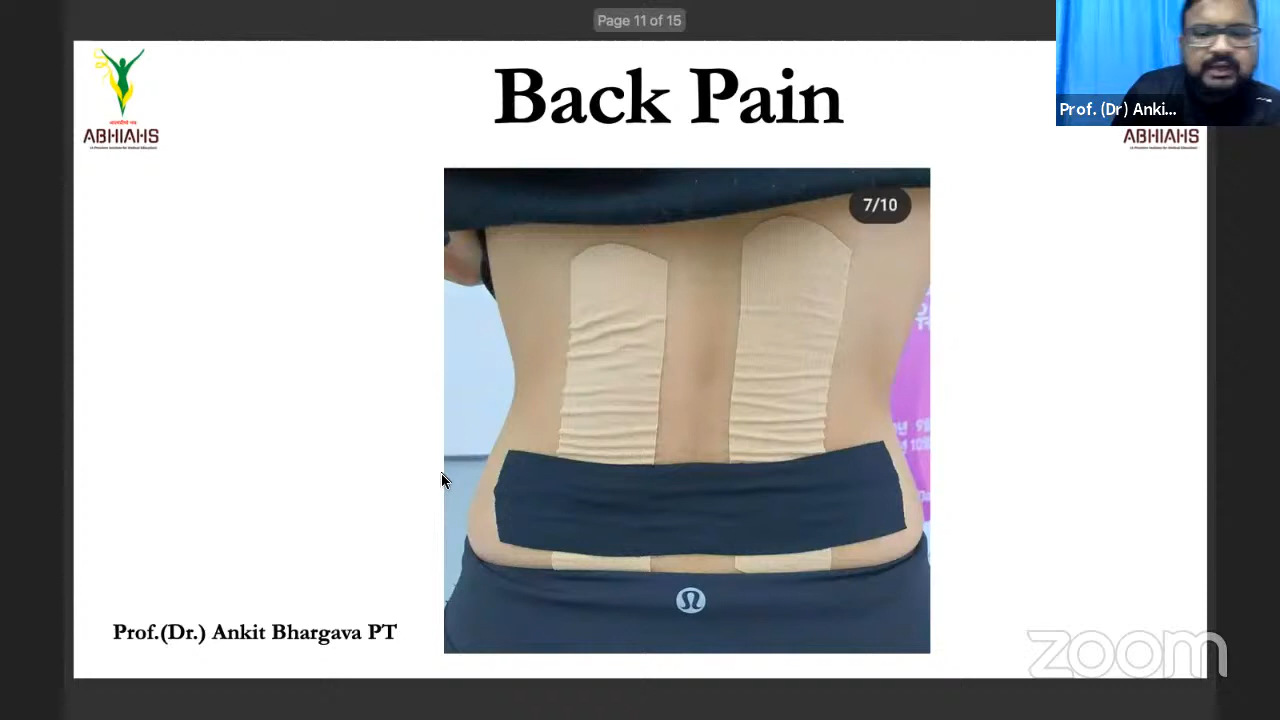 Page 11 of 15
Back Pain
Prof. (Dr) Anki...
ABHIAHS
ABHIAHS
7/10
Prof.(Dr.) Ankit Bhargava PT
zoom